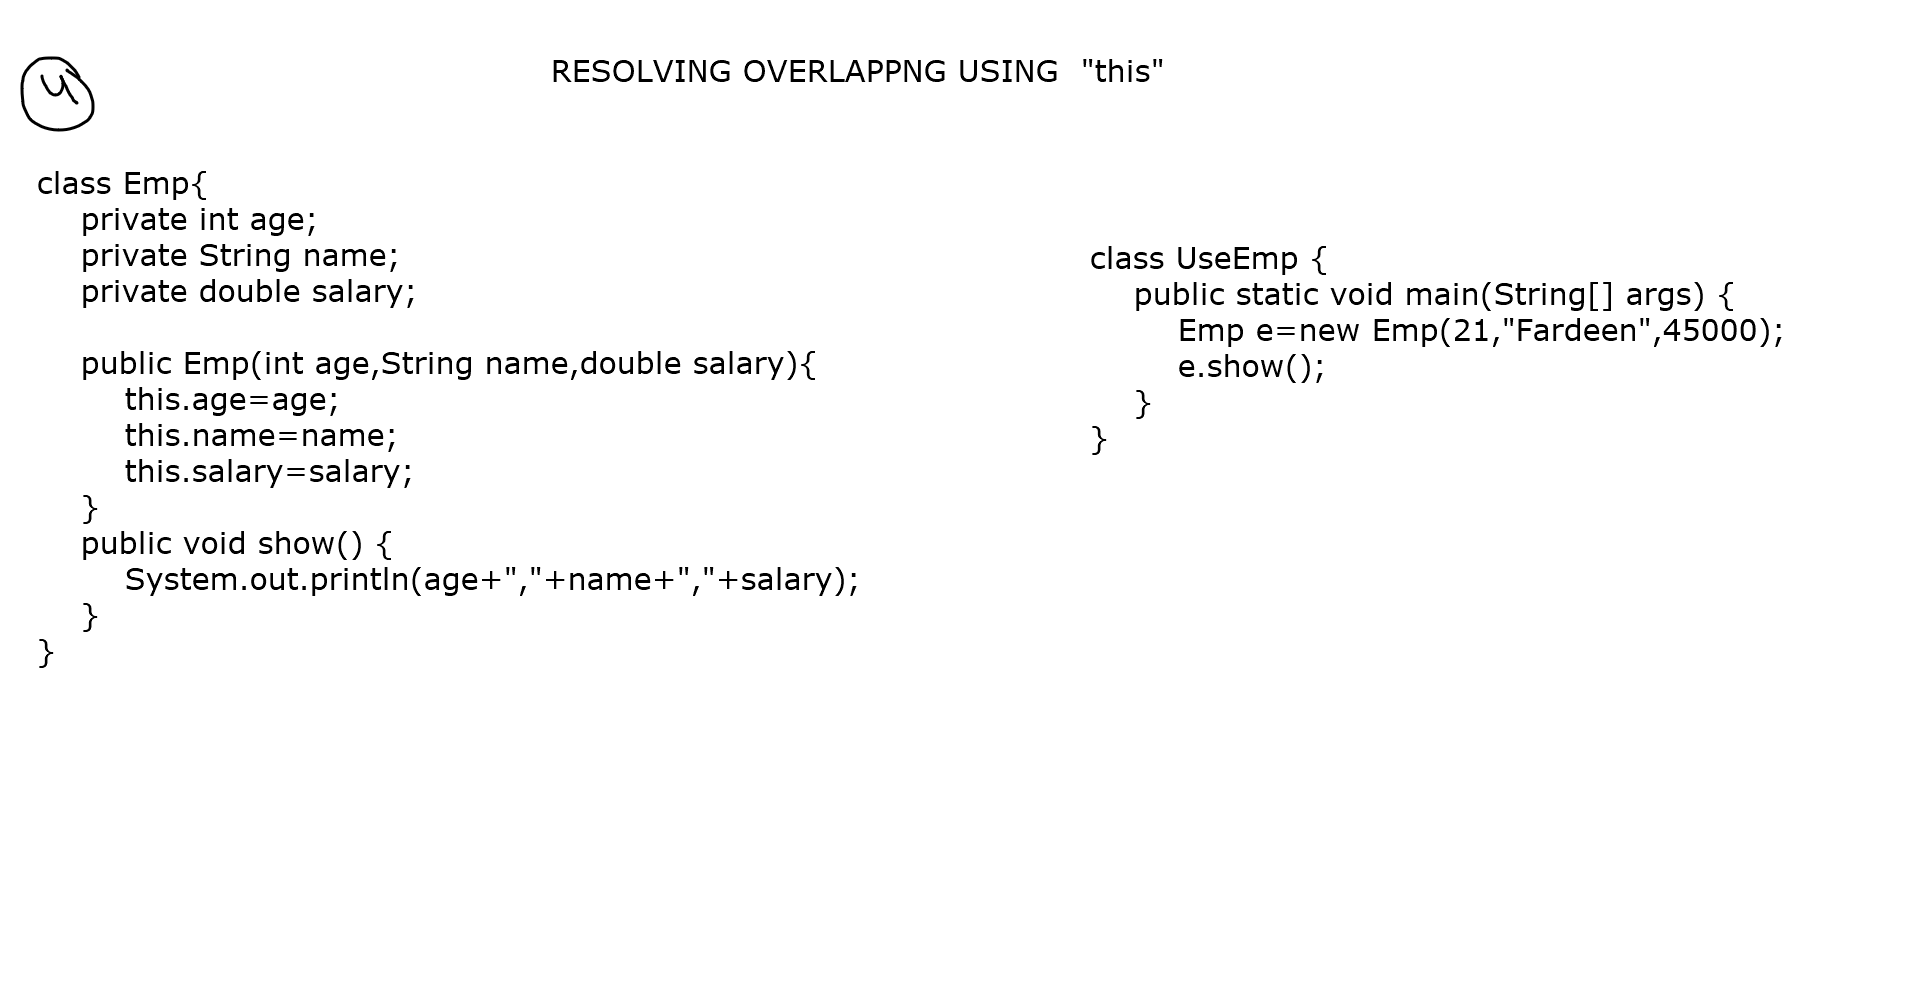 4
RESOLVING OVERLAPPNG USING "this"
class Emp{
private int age;
private String name;
private double salary;
public Emp(int age,String name,double salary){
this.age=age;
this.name=name;
this.salary=salary;
}
public void show() {
System.out.println(age+","+name+","+salary);
}
}
class UseEmp {
public static void main(String[] args) {
Emp e=new Emp(21,"Fardeen",45000);
e.show();
}
}